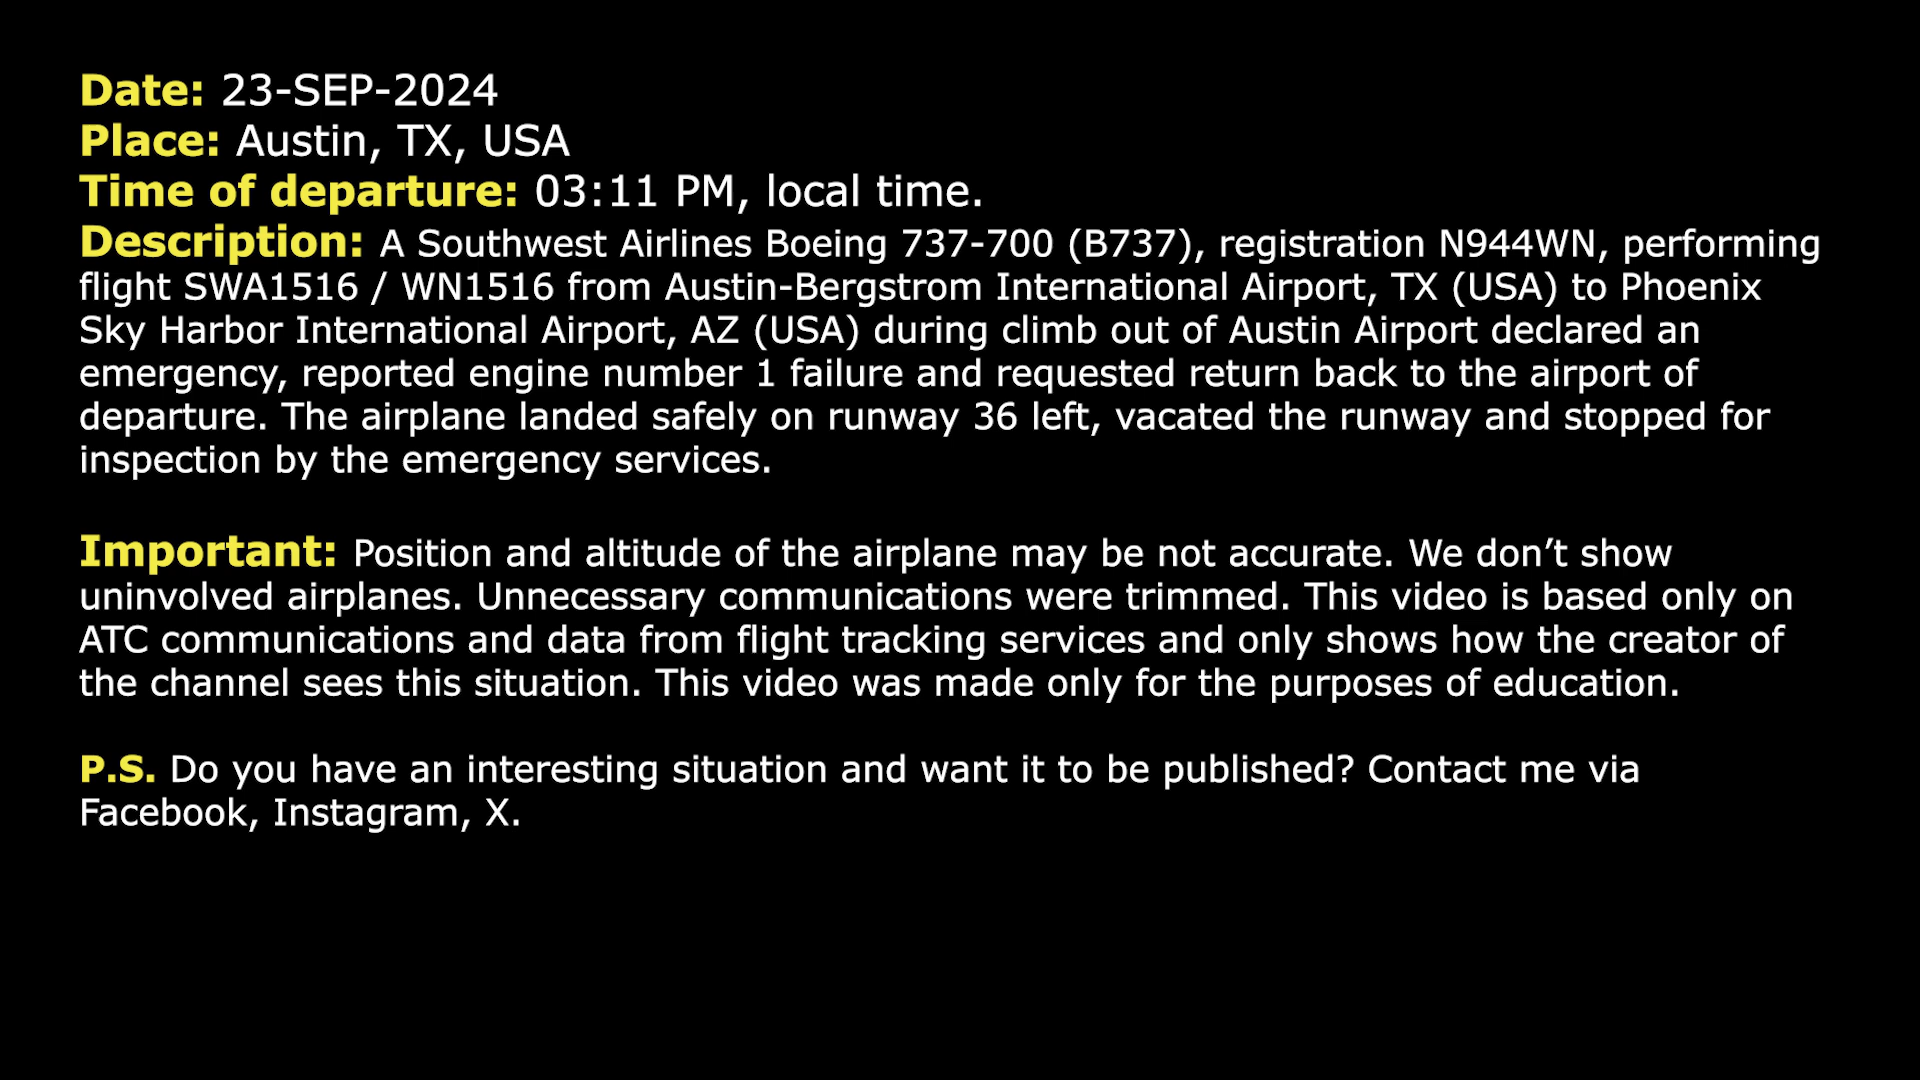 Date: 23-SEP-2024
Place: Austin, TX, USA
Time of departure: 03:11 PM, local time.
Description: A Southwest Airlines Boeing 737-700 (B737), registration N944WN, performing
flight SWA1516 / WN1516 from Austin-Bergstrom International Airport, TX (USA) to Phoenix
Sky Harbor International Airport, AZ (USA) during climb out of Austin Airport declared an
emergency, reported engine number 1 failure and requested return back to the airport of
departure. The airplane landed safely on runway 36 left, vacated the runway and stopped for
inspection by the emergency services.
Important: Position and altitude of the airplane may be not accurate. We don’t show
uninvolved airplanes. Unnecessary communications were trimmed. This video is based only on
ATC communications and data from flight tracking services and only shows how the creator of
the channel sees this situation. This video was made only for the purposes of education.
P.S. Do you have an interesting situation and want it to be published? Contact me via
Facebook, Instagram, X.